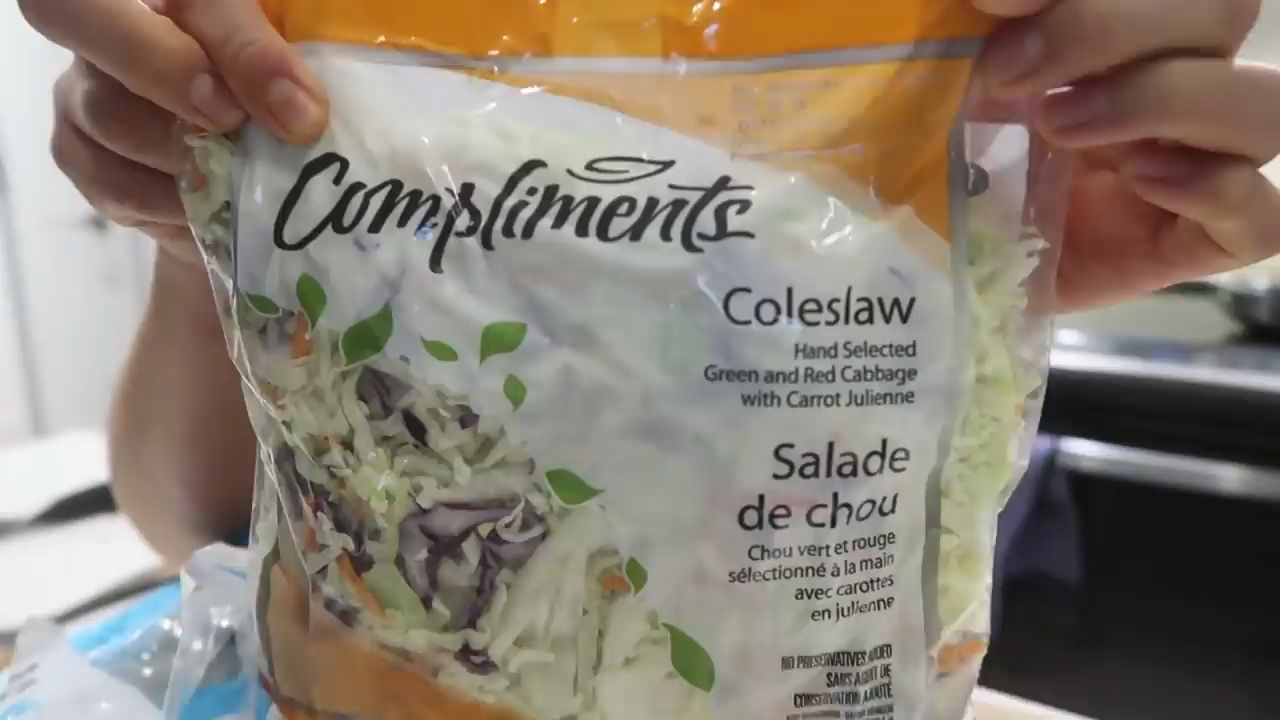 Compliments
Coleslaw
Hand Selected
Green and Red Cabbage
with Carrot Julienne
Salade
de chou
Chou vert et rouge
sélectionné à la main
avec carottes
en julienne
NO PRESERVATIVES ADDED
SANS AJOUT DE
CONSERVATION AJOUTÉ